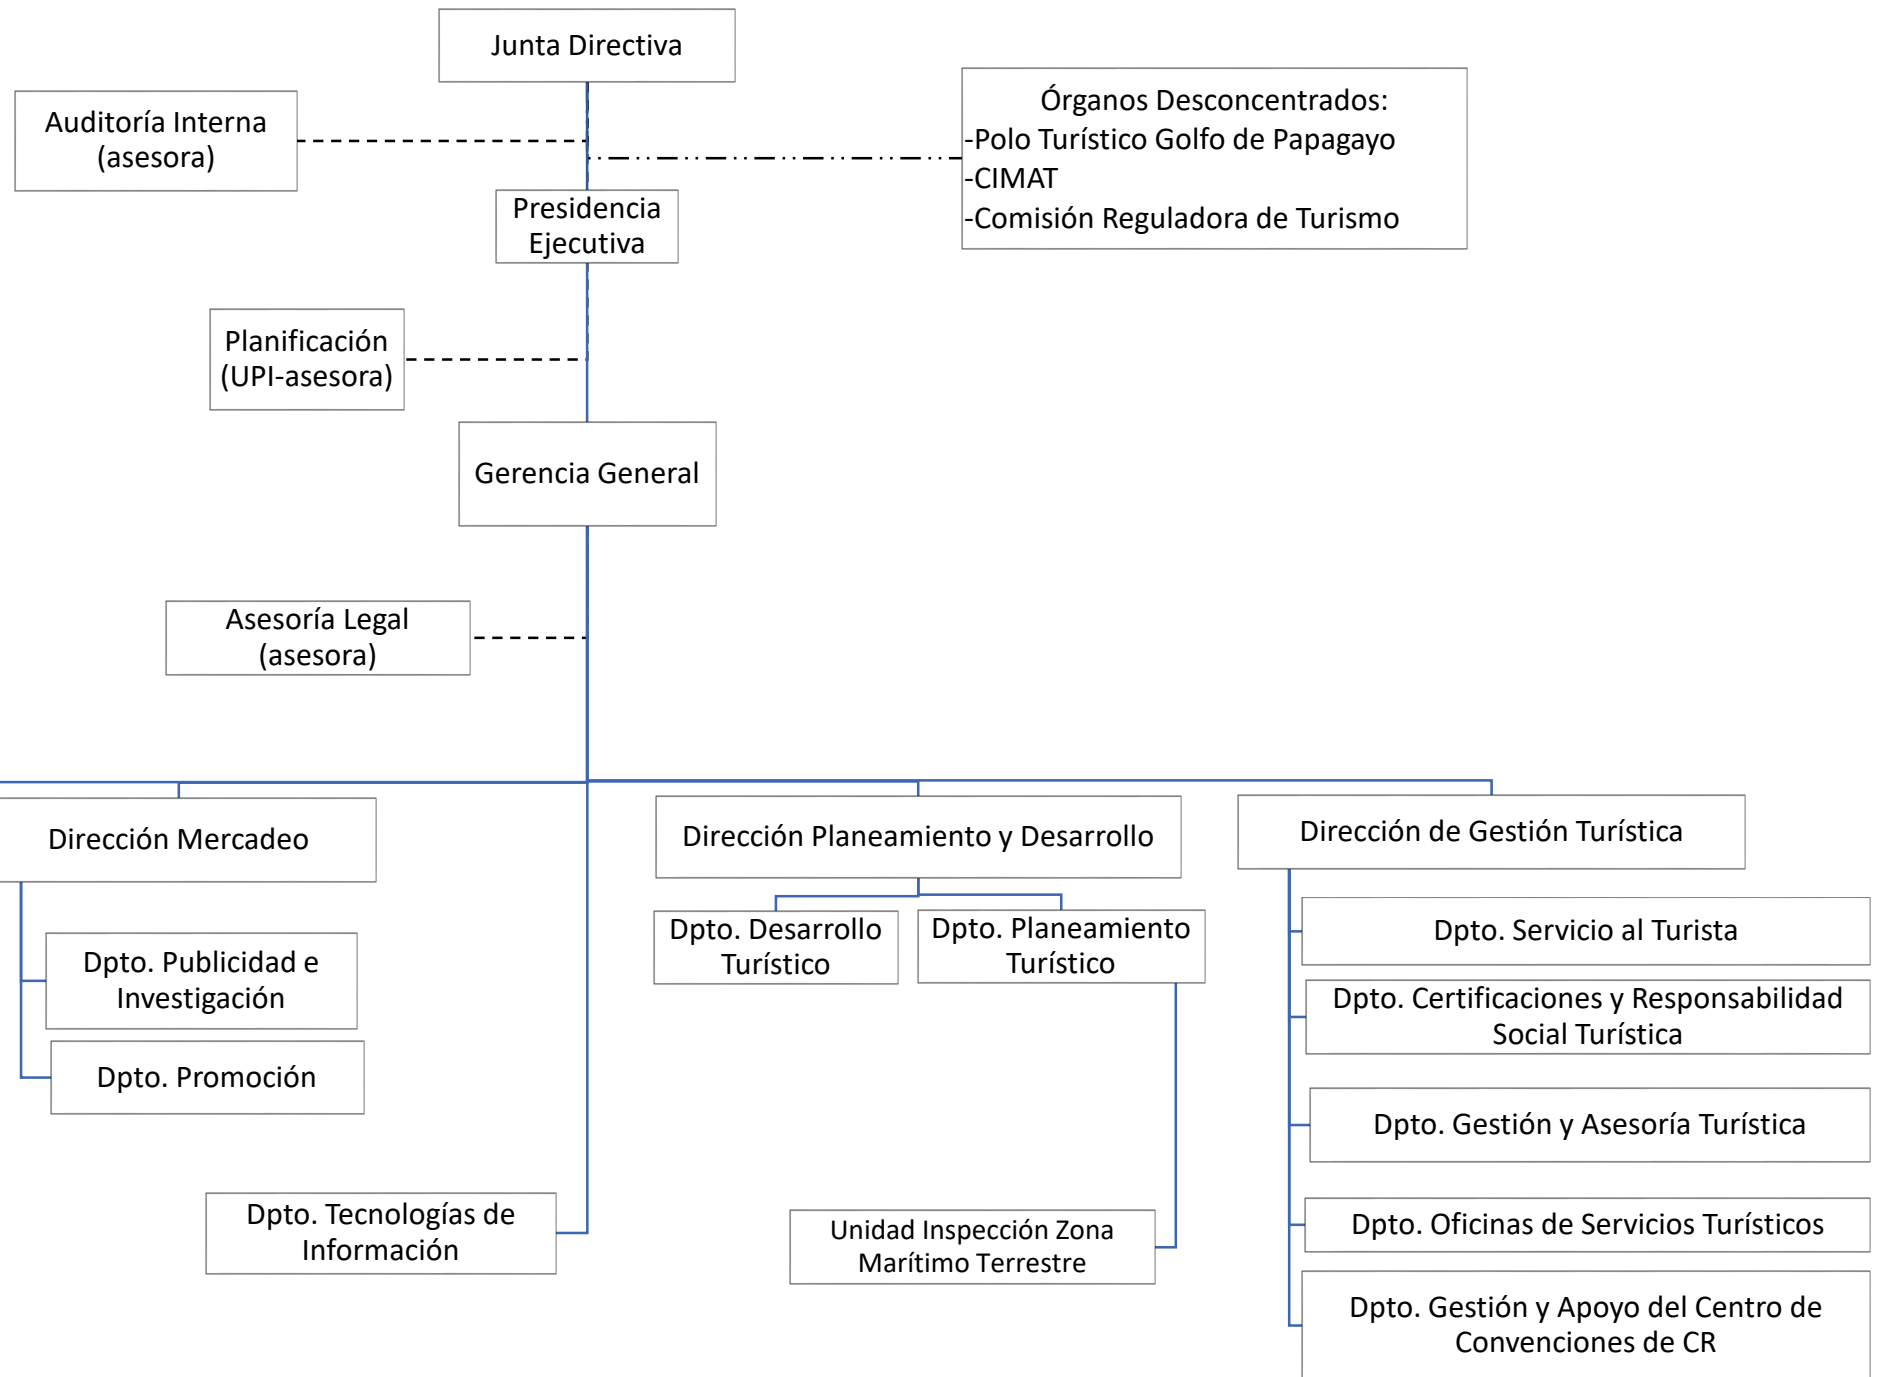 Junta Directiva
Auditoría Interna
(asesora)
Órganos Desconcentrados:
-Polo Turístico Golfo de Papagayo
-CIMAT
-Comisión Reguladora de Turismo
Presidencia
Ejecutiva
Planificación
(UPI-asesora)
Gerencia General
Asesoría Legal
(asesora)
Dirección Mercadeo
Dpto. Publicidad e
Investigación
Dpto. Promoción
Dpto. Tecnologías de
Información
Dirección Planeamiento y Desarrollo
Dpto. Desarrollo
Turístico
Dpto. Planeamiento
Turístico
Unidad Inspección Zona
Marítimo Terrestre
Dirección de Gestión Turística
Dpto. Servicio al Turista
Dpto. Certificaciones y Responsabilidad
Social Turística
Dpto. Gestión y Asesoría Turística
Dpto. Oficinas de Servicios Turísticos
Dpto. Gestión y Apoyo del Centro de
Convenciones de CR